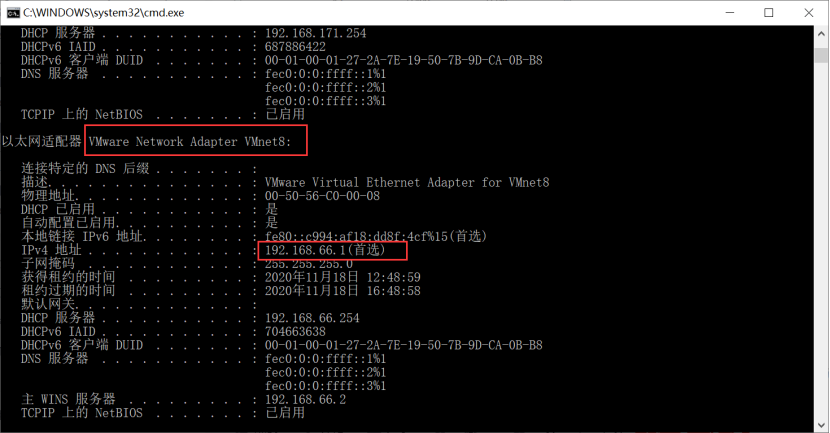 C:\WINDOWS\system32\cmd.exe
DHCP 服务器 . . . . . . . . . . . : 192.168.171.254
DHCPv6 IAID . . . . . . . . . . . : 687886422
DHCPv6 客户端 DUID  . . . . . . . : 00-01-00-01-27-2A-7E-19-50-7B-9D-CA-0B-B8
DNS 服务器  . . . . . . . . . . . : fec0:0:0:ffff::1%1
fec0:0:0:ffff::2%1
fec0:0:0:ffff::3%1
TCPIP 上的 NetBIOS  . . . . . . . : 已启用
以太网适配器 VMware Network Adapter VMnet8:
连接特定的 DNS 后缀 . . . . . . . :
描述. . . . . . . . . . . . . . . : VMware Virtual Ethernet Adapter for VMnet8
物理地址. . . . . . . . . . . . . : 00-50-56-C0-00-08
DHCP 已启用 . . . . . . . . . . . : 是
自动配置已启用. . . . . . . . . . : 是
本地链接 IPv6 地址. . . . . . . . : fe80::c994:af18:dd8f:4cf%15(首选)
IPv4 地址 . . . . . . . . . . . . : 192.168.66.1(首选)
子网掩码  . . . . . . . . . . . . : 255.255.255.0
获得租约的时间  . . . . . . . . . : 2020年11月18日 12:48:59
租约过期的时间  . . . . . . . . . : 2020年11月18日 16:48:58
默认网关. . . . . . . . . . . . . :
DHCP 服务器 . . . . . . . . . . . : 192.168.66.254
DHCPv6 IAID . . . . . . . . . . . : 704663638
DHCPv6 客户端 DUID  . . . . . . . : 00-01-00-01-27-2A-7E-19-50-7B-9D-CA-0B-B8
DNS 服务器  . . . . . . . . . . . : fec0:0:0:ffff::1%1
fec0:0:0:ffff::2%1
fec0:0:0:ffff::3%1
主 WINS 服务器  . . . . . . . . . : 192.168.66.2
TCPIP 上的 NetBIOS  . . . . . . . : 已启用